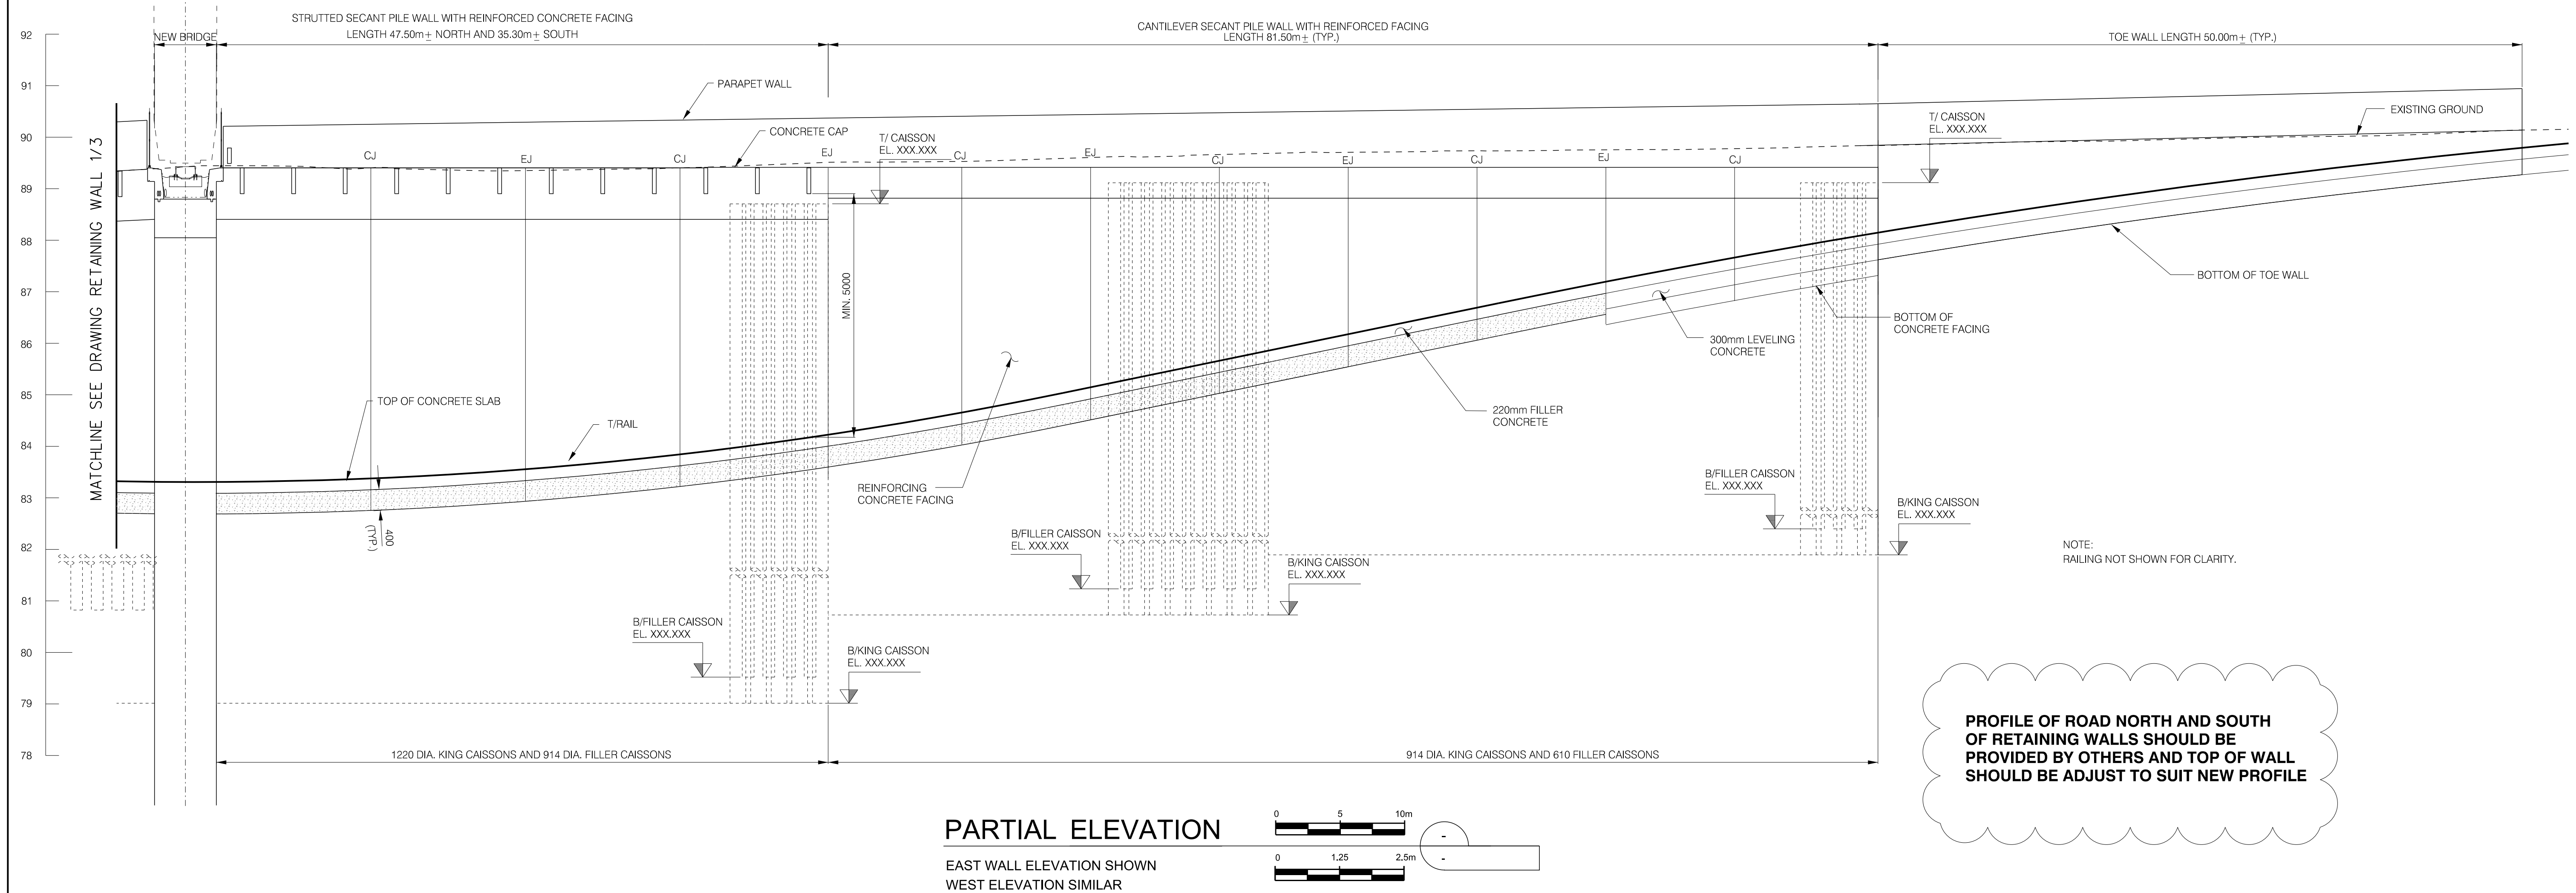 STRUTTED SECANT PILE WALL WITH REINFORCED CONCRETE FACING
LENGTH 47.50m± NORTH AND 35.30m± SOUTH
NEW BRIDGE
CANTILEVER SECANT PILE WALL WITH REINFORCED FACING
LENGTH 81.50m± (TYP.)
TOE WALL LENGTH 50.00m± (TYP.)
92
91
90
89
88
87
86
85
84
83
82
81
80
79
78
MATCHLINE SEE DRAWING RETAINING WALL 1/3
PARAPET WALL
CONCRETE CAP
T/ CAISSON
EL. XXX.XXX
T/ CAISSON
EL. XXX.XXX
EXISTING GROUND
CJ
EJ
CJ
EJ
CJ
EJ
CJ
EJ
CJ
EJ
CJ
MIN. 5000
TOP OF CONCRETE SLAB
T/RAIL
400
(TYP.)
REINFORCING
CONCRETE FACING
220mm FILLER
CONCRETE
300mm LEVELING
CONCRETE
BOTTOM OF
CONCRETE FACING
BOTTOM OF TOE WALL
B/FILLER CAISSON
EL. XXX.XXX
B/KING CAISSON
EL. XXX.XXX
B/FILLER CAISSON
EL. XXX.XXX
B/KING CAISSON
EL. XXX.XXX
B/FILLER CAISSON
EL. XXX.XXX
B/KING CAISSON
EL. XXX.XXX
NOTE:
RAILING NOT SHOWN FOR CLARITY.
1220 DIA. KING CAISSONS AND 914 DIA. FILLER CAISSONS
914 DIA. KING CAISSONS AND 610 FILLER CAISSONS
PROFILE OF ROAD NORTH AND SOUTH
OF RETAINING WALLS SHOULD BE
PROVIDED BY OTHERS AND TOP OF WALL
SHOULD BE ADJUST TO SUIT NEW PROFILE
PARTIAL ELEVATION
EAST WALL ELEVATION SHOWN
WEST ELEVATION SIMILAR
0 5 10m
0 1.25 2.5m
-
-